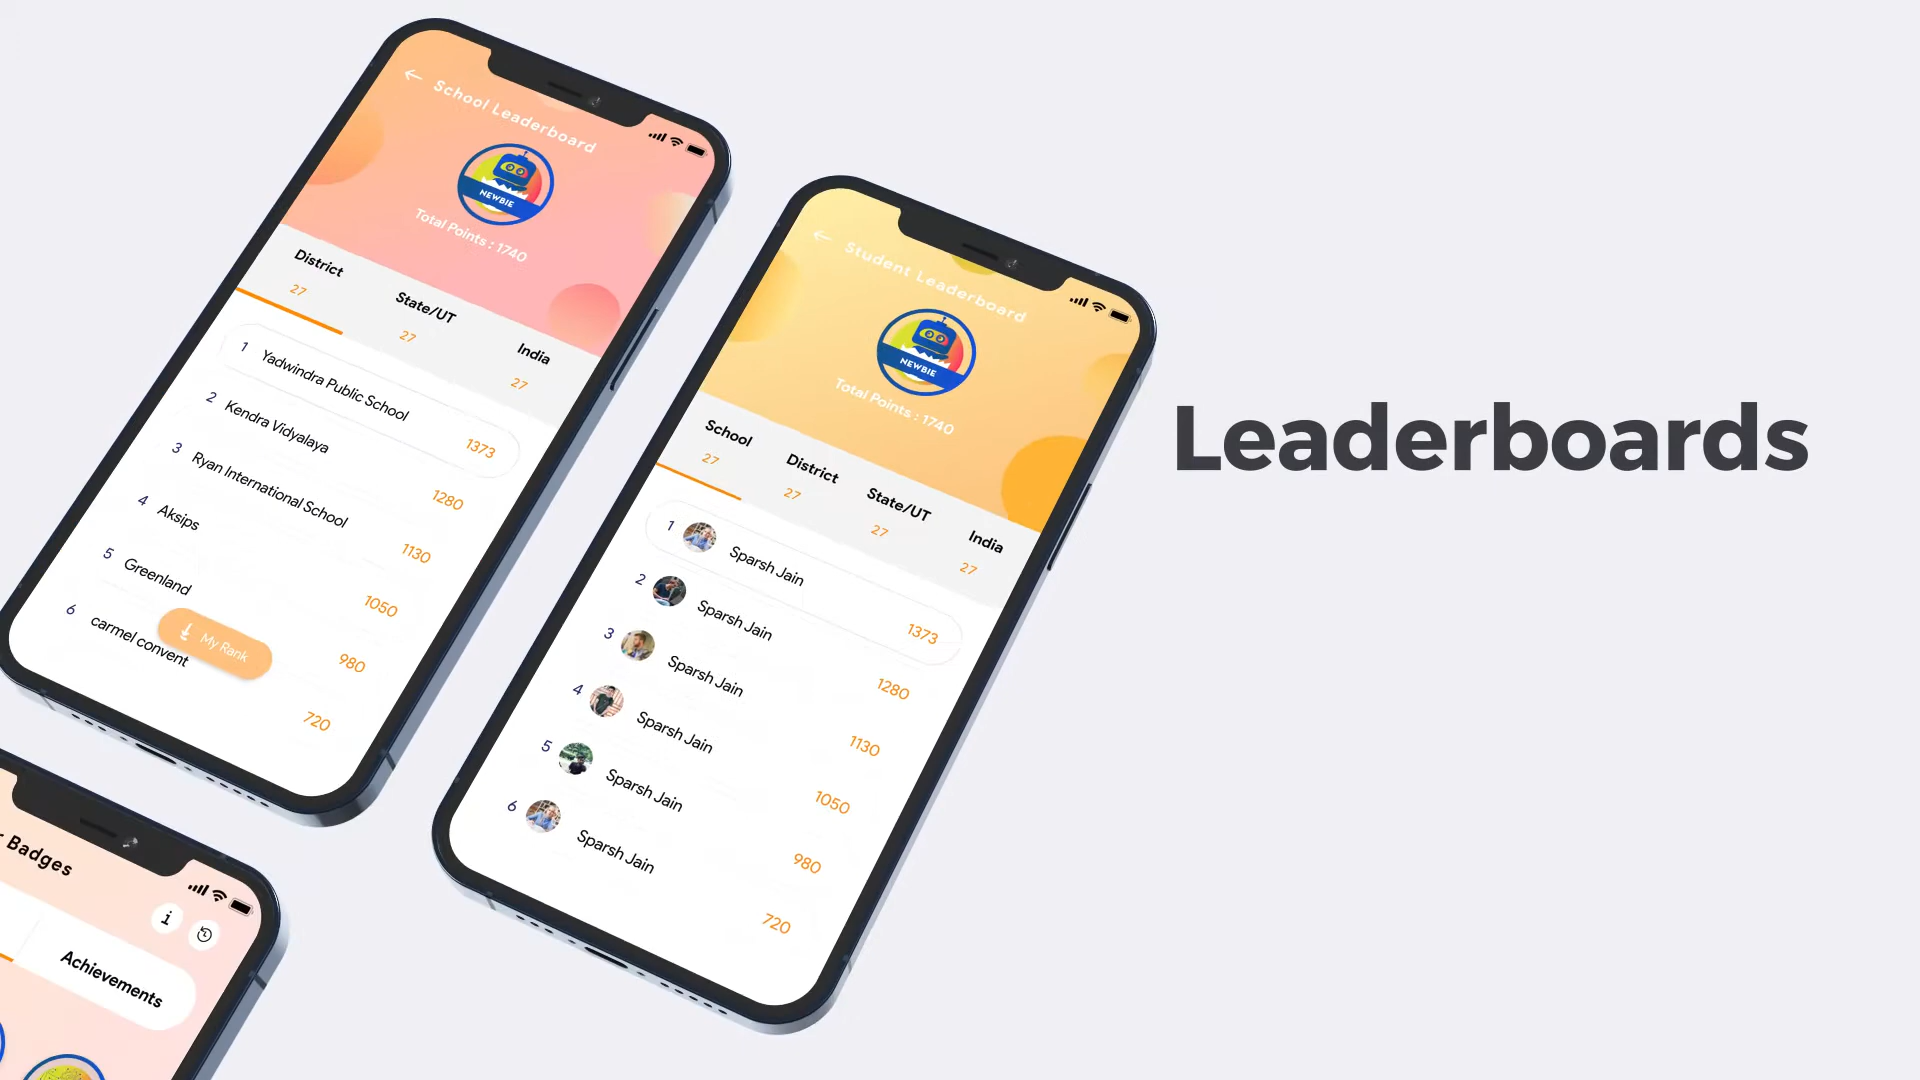 School Leaderboard
NEWBIE
Total Points : 1740
District
27
State/UT
27
India
27
1 Yadwindra Public School 1373
2 Kendra Vidyalaya 1280
3 Ryan International School 1130
4 Aksips 1050
5 Greenland 980
6 carmel convent 720
My Rank
Student Leaderboard
NEWBIE
Total Points : 1740
School
27
District
27
State/UT
27
India
27
1 Sparsh Jain 1373
2 Sparsh Jain 1280
3 Sparsh Jain 1130
4 Sparsh Jain 1050
5 Sparsh Jain 980
6 Sparsh Jain 720
Leaderboards
Badges
i
Achievements